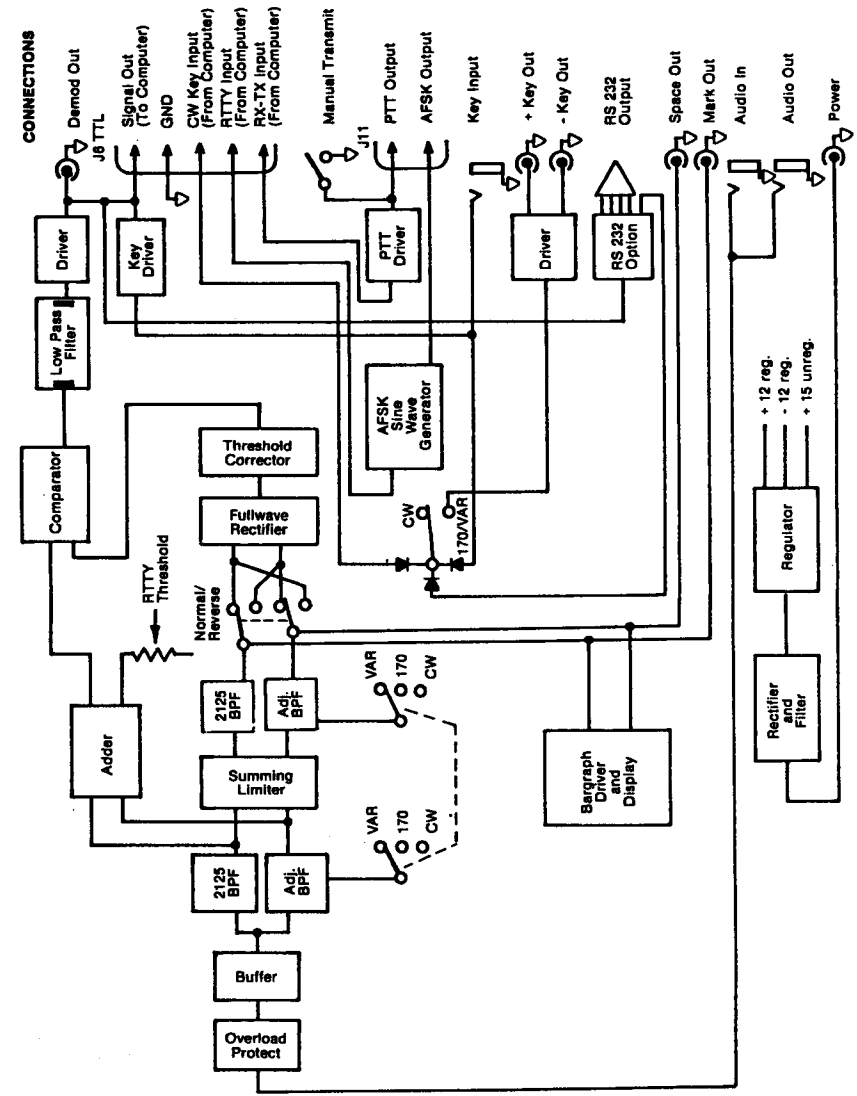 CONNECTIONS
Demod Out
J6 TTL
Signal Out
(To Computer)
GND
CW Key Input
(From Computer)
RTTY Input
(From Computer)
RX-TX Input
(From Computer)
Manual Transmit
J11
PTT Output
AFSK Output
Key Input
+ Key Out
- Key Out
RS 232
Output
Space Out
Mark Out
Audio In
Audio Out
Power
Driver
Key
Driver
PTT
Driver
Driver
RS 232
Option
Low Pass
Filter
AFSK
Sine
Wave
Generator
+ 12 reg.
- 12 reg.
+ 15 unreg.
Comparator
Threshold
Corrector
Fullwave
Rectifier
CW
170/VAR
Regulator
RTTY
Threshold
Normal/
Reverse
Adder
2125
BPF
Adj.
BPF
VAR
170
CW
Rectifier
and
Filter
Summing
Limiter
Bargraph
Driver
and
Display
2125
BPF
Adj.
BPF
VAR
170
CW
Buffer
Overload
Protect